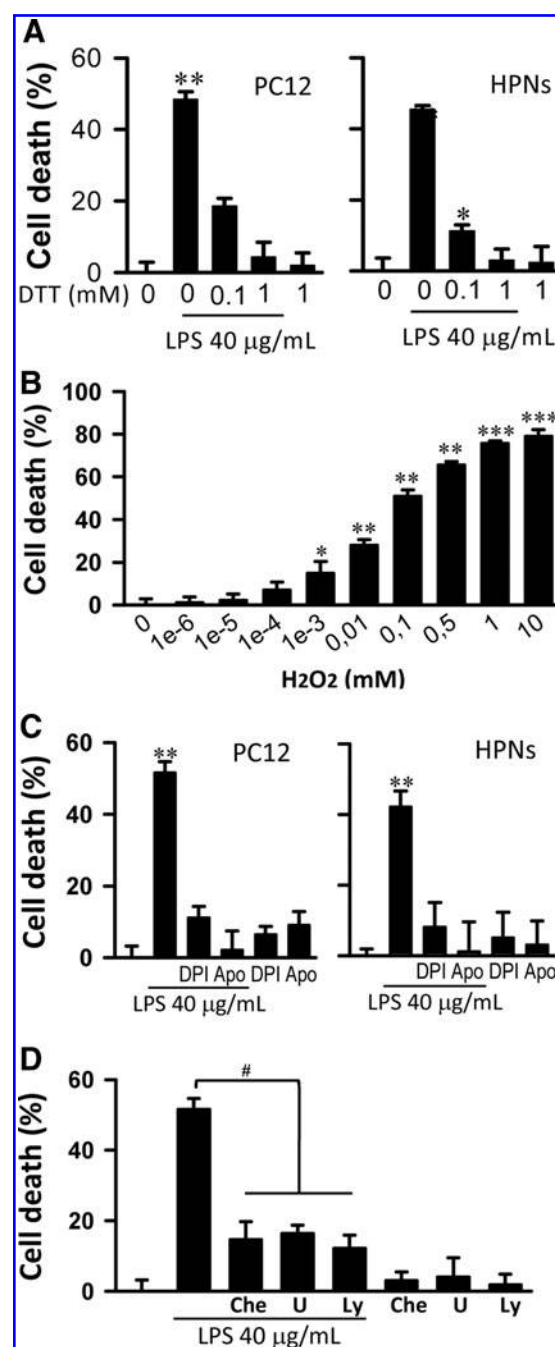 A
60
40
20
0
Cell death (%)
**
PC12
HPNs
*
DTT (mM) 0 0 0.1 1 1 0 0 0.1 1 1
LPS 40 µg/mL LPS 40 µg/mL
B
100
80
60
40
20
0
Cell death (%)
* ** ** ** *** ***
0 1e-6 1e-5 1e-4 1e-3 0,01 0,1 0,5 1 10
H2O2 (mM)
C
60
40
20
0
Cell death (%)
**
PC12
**
HPNs
DPI Apo DPI Apo DPI Apo DPI Apo
LPS 40 µg/mL LPS 40 µg/mL
D
60
40
20
0
Cell death (%)
#
Che U Ly Che U Ly
LPS 40 µg/mL